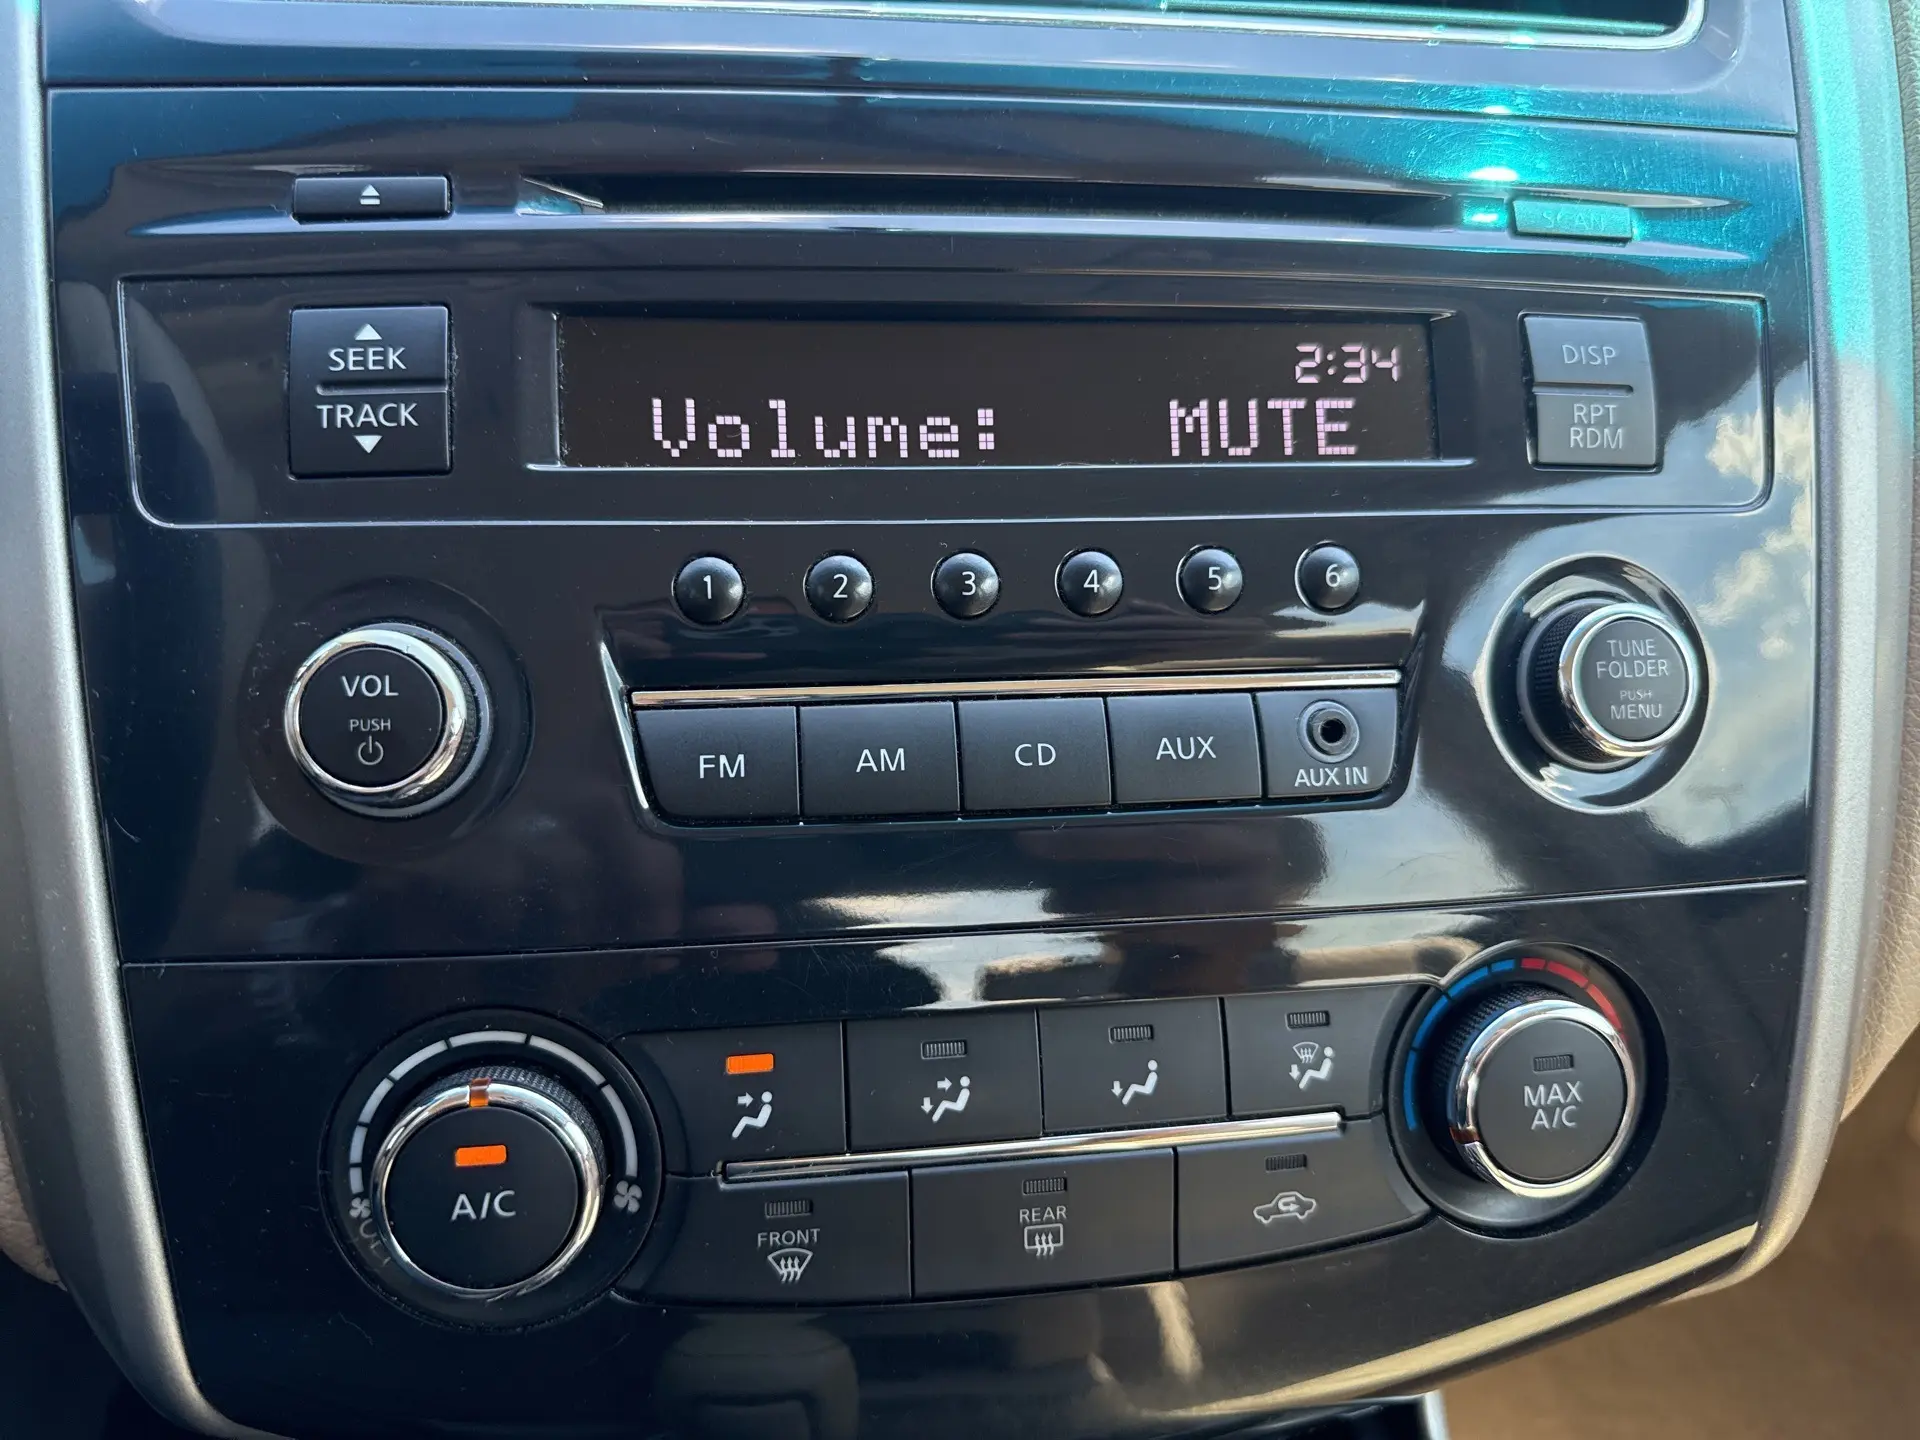 SCAN
SEEK
TRACK
2:34
Volume: MUTE
DISP
RPT
RDM
1 2 3 4 5 6
VOL
PUSH
TUNE
FOLDER
PUSH
MENU
FM AM CD AUX
AUX IN
A/C
MAX
A/C
FRONT
REAR